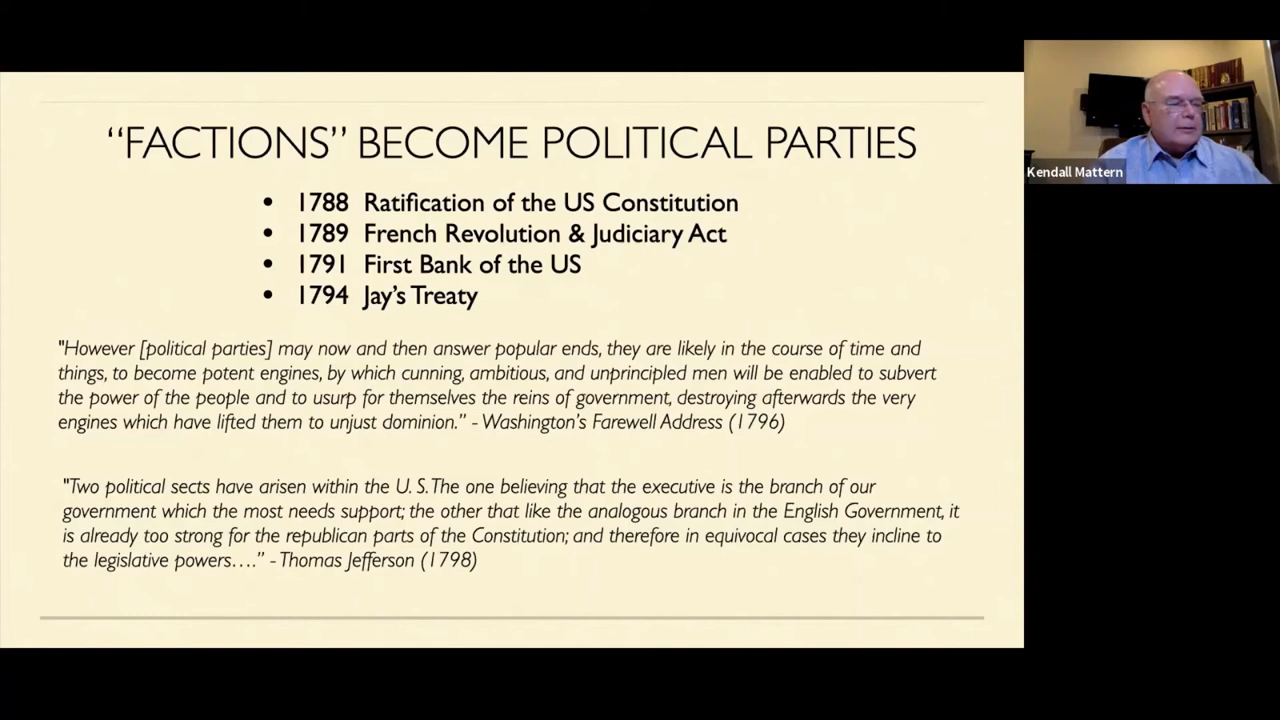 “FACTIONS” BECOME POLITICAL PARTIES
• 1788 Ratification of the US Constitution
• 1789 French Revolution & Judiciary Act
• 1791 First Bank of the US
• 1794 Jay’s Treaty
"However [political parties] may now and then answer popular ends, they are likely in the course of time and
things, to become potent engines, by which cunning, ambitious, and unprincipled men will be enabled to subvert
the power of the people and to usurp for themselves the reins of government, destroying afterwards the very
engines which have lifted them to unjust dominion.” - Washington’s Farewell Address (1796)
"Two political sects have arisen within the U. S. The one believing that the executive is the branch of our
government which the most needs support; the other that like the analogous branch in the English Government, it
is already too strong for the republican parts of the Constitution; and therefore in equivocal cases they incline to
the legislative powers….” - Thomas Jefferson (1798)
Kendall Mattern